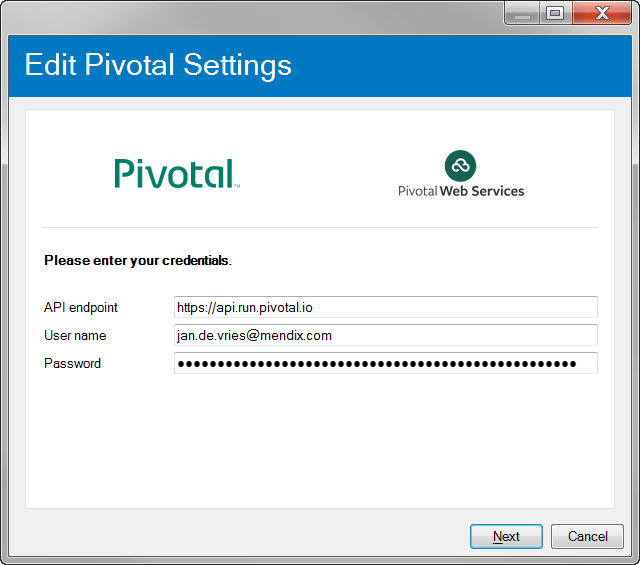 Edit Pivotal Settings
Pivotal™
Pivotal Web Services
Please enter your credentials.
API endpoint https://api.run.pivotal.io
User name jan.de.vries@mendix.com
Password ●●●●●●●●●●●●●●●●●●●●●●●●●●●●●●●●●●●●●●●●●●●●●●●●●●
Next Cancel